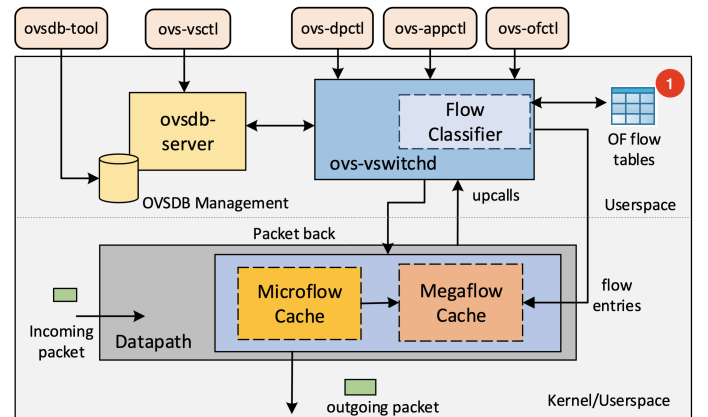 ovsdb-tool
ovs-vsctl
ovs-dpctl
ovs-appctl
ovs-ofctl
1
ovsdb-
server
Flow
Classifier
ovs-vswitchd
OF flow
tables
OVSDB Management
upcalls
Userspace
Packet back
Microflow
Cache
Megaflow
Cache
flow
entries
Incoming
packet
Datapath
outgoing packet
Kernel/Userspace